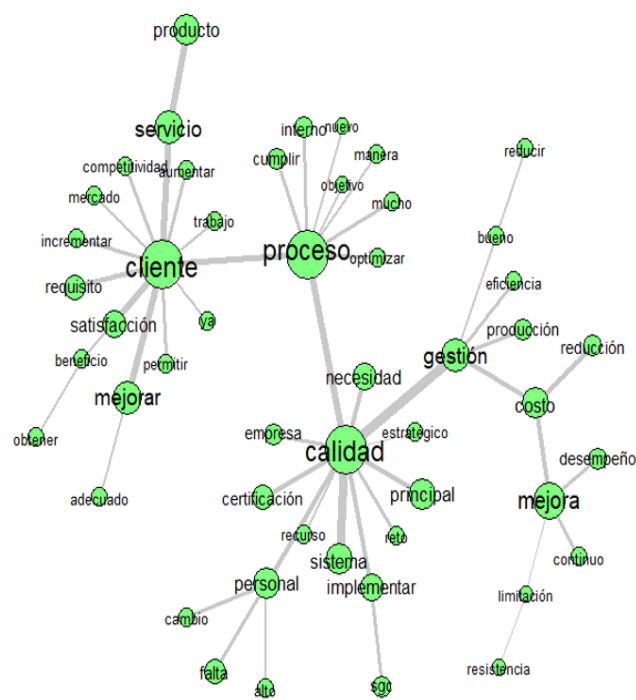 producto
servicio
competitividad
aumentar
mercado
trabajo
incrementar
cliente
requisito
satisfacción
ya
beneficio
permitir
mejorar
obtener
adecuado
interno
nuevo
cumplir
manera
objetivo
mucho
proceso
optimizar
reducir
bueno
eficiencia
producción
gestión
reducción
costo
necesidad
empresa
estratégico
calidad
desempeño
certificación
principal
mejora
recurso
reto
sistema
continuo
personal
implementar
limitación
cambio
falta
alto
sgc
resistencia